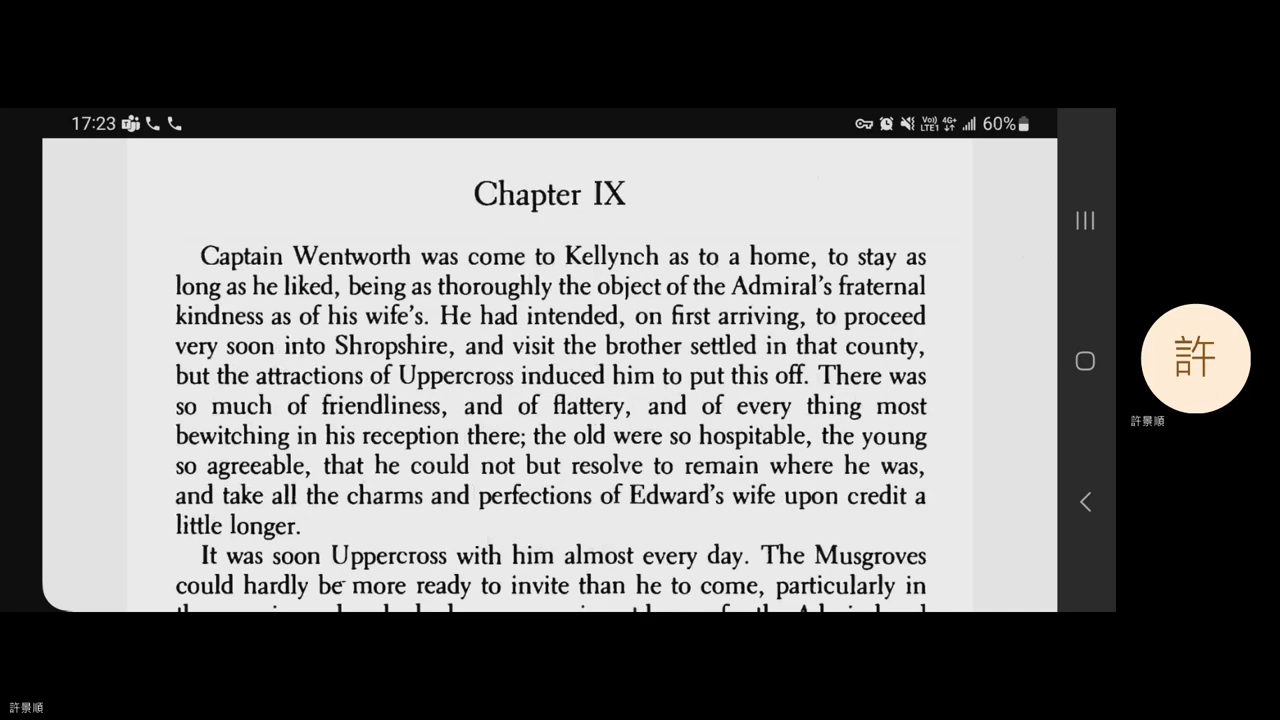 17:23
Vo)) LTE1 4G+ 60%
Chapter IX
Captain Wentworth was come to Kellynch as to a home, to stay as
long as he liked, being as thoroughly the object of the Admiral's fraternal
kindness as of his wife's. He had intended, on first arriving, to proceed
very soon into Shropshire, and visit the brother settled in that county,
but the attractions of Uppercross induced him to put this off. There was
so much of friendliness, and of flattery, and of every thing most
bewitching in his reception there; the old were so hospitable, the young
so agreeable, that he could not but resolve to remain where he was,
and take all the charms and perfections of Edward's wife upon credit a
little longer.
It was soon Uppercross with him almost every day. The Musgroves
could hardly be more ready to invite than he to come, particularly in
許
許景順
許景順